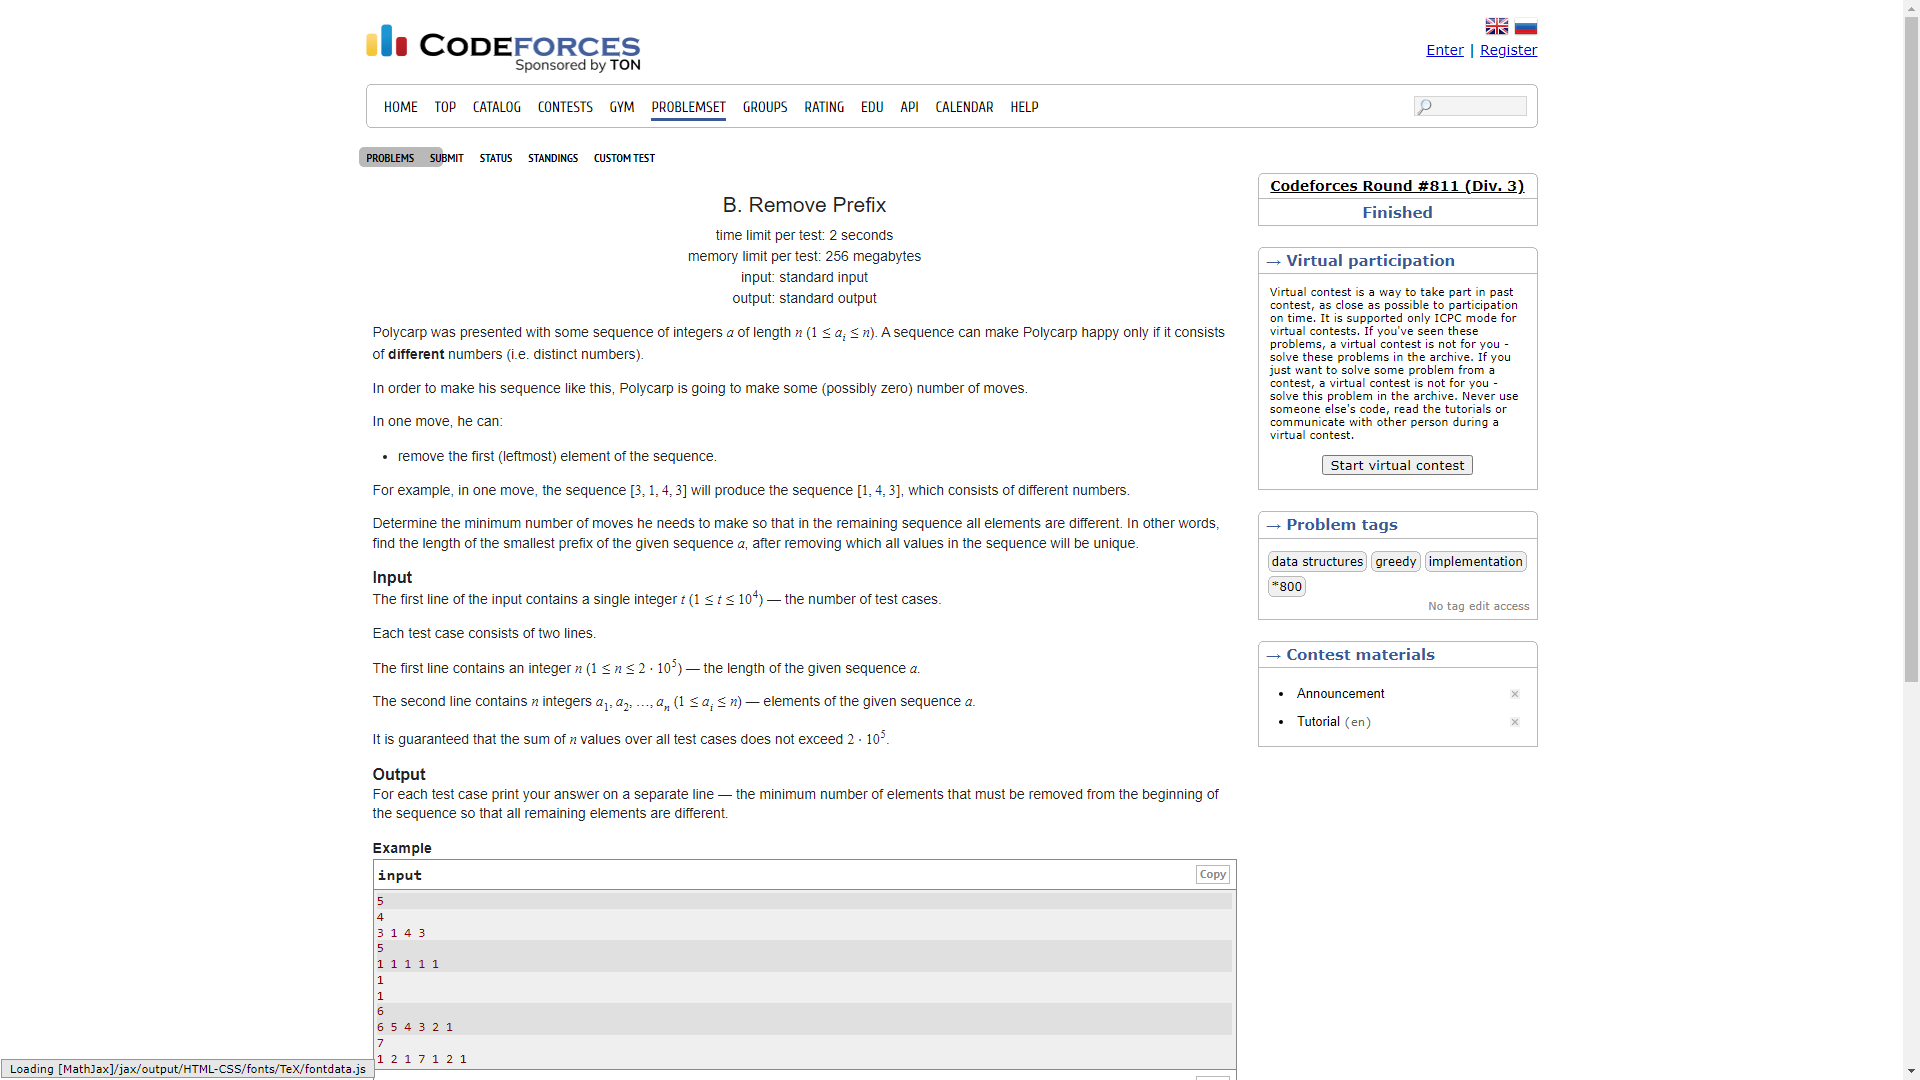 CODEFORCES
Sponsored by TON
Enter | Register
HOME TOP CATALOG CONTESTS GYM PROBLEMSET GROUPS RATING EDU API CALENDAR HELP
PROBLEMS SUBMIT STATUS STANDINGS CUSTOM TEST
B. Remove Prefix
time limit per test: 2 seconds
memory limit per test: 256 megabytes
input: standard input
output: standard output
Polycarp was presented with some sequence of integers a of length n (1 ≤ a_i ≤ n). A sequence can make Polycarp happy only if it consists
of different numbers (i.e. distinct numbers).
In order to make his sequence like this, Polycarp is going to make some (possibly zero) number of moves.
In one move, he can:
• remove the first (leftmost) element of the sequence.
For example, in one move, the sequence [3, 1, 4, 3] will produce the sequence [1, 4, 3], which consists of different numbers.
Determine the minimum number of moves he needs to make so that in the remaining sequence all elements are different. In other words,
find the length of the smallest prefix of the given sequence a, after removing which all values in the sequence will be unique.
Input
The first line of the input contains a single integer t (1 ≤ t ≤ 10^4) — the number of test cases.
Each test case consists of two lines.
The first line contains an integer n (1 ≤ n ≤ 2 · 10^5) — the length of the given sequence a.
The second line contains n integers a_1, a_2, …, a_n (1 ≤ a_i ≤ n) — elements of the given sequence a.
It is guaranteed that the sum of n values over all test cases does not exceed 2 · 10^5.
Output
For each test case print your answer on a separate line — the minimum number of elements that must be removed from the beginning of
the sequence so that all remaining elements are different.
Example
input
Copy
5
4
3 1 4 3
5
1 1 1 1 1
1
1
6
6 5 4 3 2 1
7
1 2 1 7 1 2 1
Codeforces Round #811 (Div. 3)
Finished
→ Virtual participation
Virtual contest is a way to take part in past
contest, as close as possible to participation
on time. It is supported only ICPC mode for
virtual contests. If you've seen these
problems, a virtual contest is not for you -
solve these problems in the archive. If you
just want to solve some problem from a
contest, a virtual contest is not for you -
solve this problem in the archive. Never use
someone else's code, read the tutorials or
communicate with other person during a
virtual contest.
Start virtual contest
→ Problem tags
data structures greedy implementation
*800
No tag edit access
→ Contest materials
• Announcement
• Tutorial (en)
Loading [MathJax]/jax/output/HTML-CSS/fonts/TeX/fontdata.js